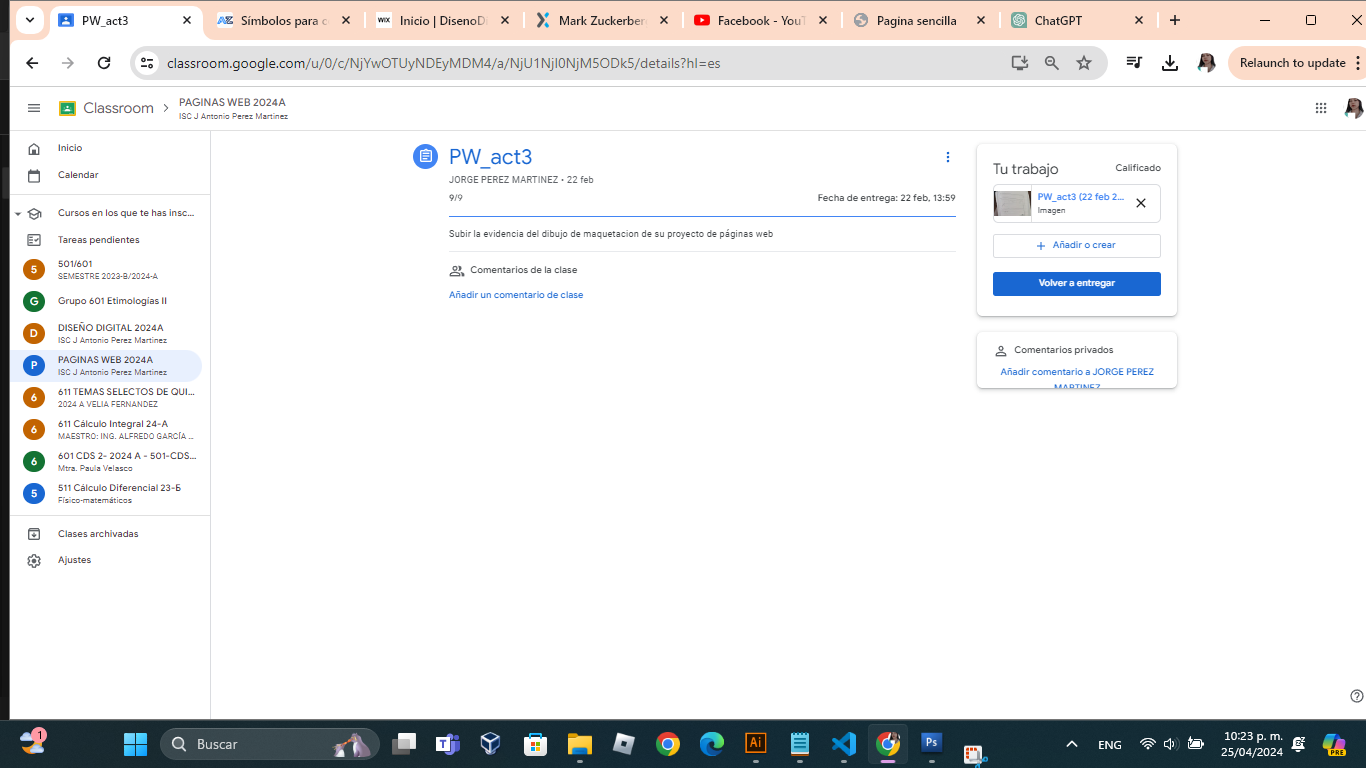 PW_act3
Símbolos para c
WIX
Inicio | DisenoDi
Mark Zuckerber
Facebook - YouT
Pagina sencilla
ChatGPT
classroom.google.com/u/0/c/NjYwOTUyNDEyMDM4/a/NjU1NjI0NjM5ODk5/details?hl=es
Relaunch to update
Classroom
PAGINAS WEB 2024A
ISC J Antonio Perez Martinez
Inicio
Calendar
Cursos en los que te has insc...
Tareas pendientes
5
501/601
SEMESTRE 2023-B/2024-A
G
Grupo 601 Etimologías II
D
DISEÑO DIGITAL 2024A
ISC J Antonio Perez Martinez
P
PAGINAS WEB 2024A
ISC J Antonio Perez Martinez
6
611 TEMAS SELECTOS DE QUI...
2024 A VELIA FERNANDEZ
6
611 Cálculo Integral 24-A
MAESTRO: ING. ALFREDO GARCÍA ...
6
601 CDS 2- 2024 A - 501-CDS...
Mtra. Paula Velasco
5
511 Cálculo Diferencial 23-Б
Físico-matemáticos
Clases archivadas
Ajustes
PW_act3
JORGE PEREZ MARTINEZ • 22 feb
9/9
Fecha de entrega: 22 feb, 13:59
Subir la evidencia del dibujo de maquetacion de su proyecto de páginas web
Comentarios de la clase
Añadir un comentario de clase
Tu trabajo
Calificado
PW_act3 (22 feb 2...
Imagen
Añadir o crear
Volver a entregar
Comentarios privados
Añadir comentario a JORGE PEREZ
MARTINEZ
1
Buscar
Ai
Ps
ENG
10:23 p. m.
25/04/2024
PRE